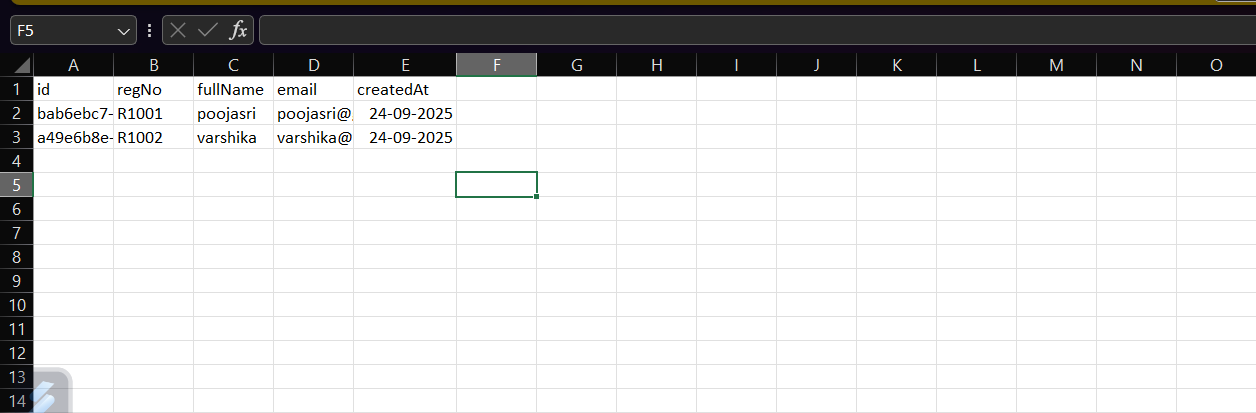 F5 fx
A B C D E F G H I J K L M N O
1 id regNo fullName email createdAt
2 bab6ebc7- R1001 poojasri poojasri@ 24-09-2025
3 a49e6b8e- R1002 varshika varshika@ 24-09-2025
4
5
6
7
8
9
10
11
12
13
14